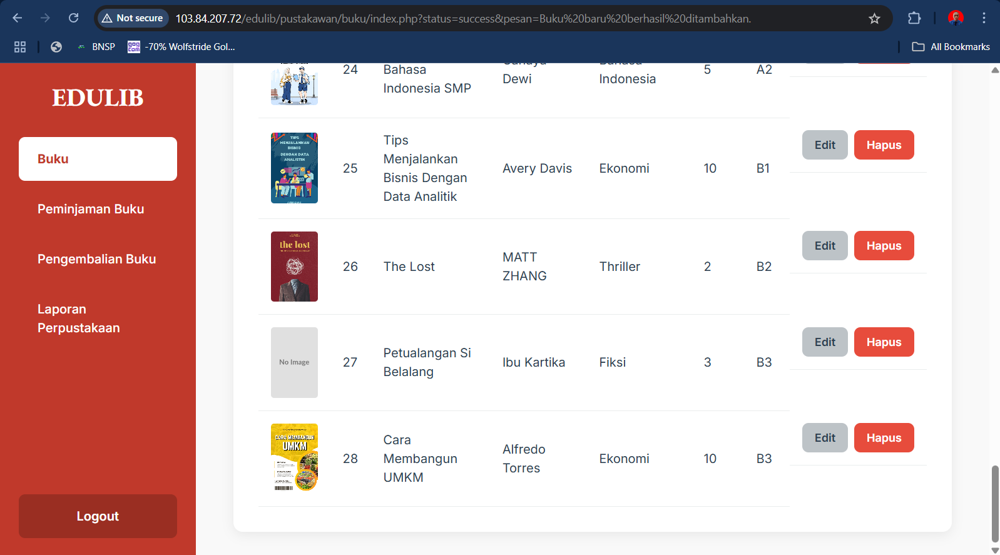 Not secure
103.84.207.72/edulib/pustakawan/buku/index.php?status=success&pesan=Buku%20baru%20berhasil%20ditambahkan.
BNSP
GOG COM
-70% Wolfstride Gol...
All Bookmarks
EDULIB
Buku
Peminjaman Buku
Pengembalian Buku
Laporan
Perpustakaan
Logout
24
Bahasa
Indonesia SMP
Cahaya
Dewi
Bahasa
Indonesia
5
A2
TIPS
MENJALANKAN
BISNIS
DENGAN DATA
ANALISTIK
25
Tips
Menjalankan
Bisnis Dengan
Data Analitik
Avery Davis
Ekonomi
10
B1
Edit
Hapus
the lost
26
The Lost
MATT
ZHANG
Thriller
2
B2
Edit
Hapus
No Image
27
Petualangan Si
Belalang
Ibu Kartika
Fiksi
3
B3
Edit
Hapus
CARA MEMBANGUN
UMKM
28
Cara
Membangun
UMKM
Alfredo
Torres
Ekonomi
10
B3
Edit
Hapus